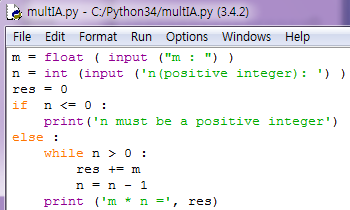 multIA.py - C:/Python34/multIA.py (3.4.2)
File Edit Format Run Options Windows Help
m = float ( input ("m : ") )
n = int (input ('n(positive integer): ') )
res = 0
if  n <= 0 :
    print('n must be a positive integer')
else :
    while n > 0 :
        res += m
        n = n - 1
    print ('m * n =', res)